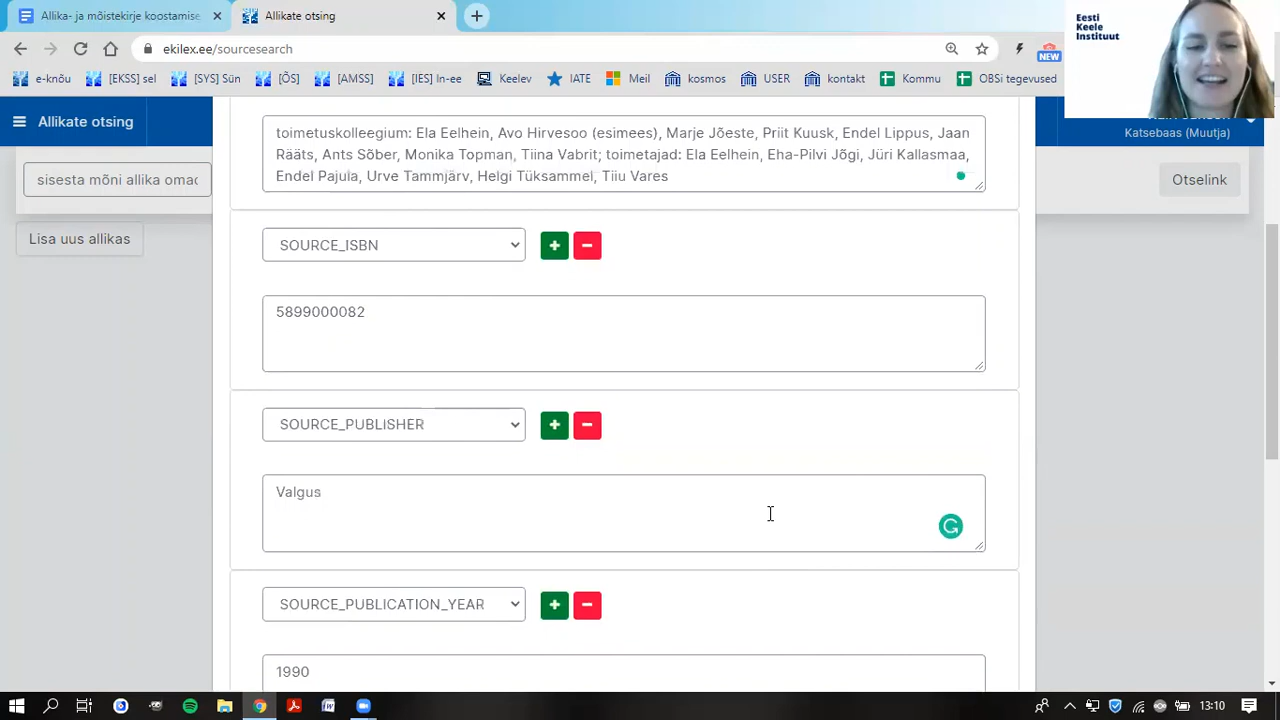 Allika- ja mõistekirje koostamise
Allikate otsing
ekilex.ee/sourcesearch
NEW
e-knõu
[EKSS] sel
[SYS] Sün
[ÕS]
[AMSS]
[IES] In-ee
Keelev
IATE
Meil
kosmos
USER
kontakt
Kommu
OBSi tegevused
Eesti
Keele
Instituut
Allikate otsing
Katsebaas (Muutja)
sisesta mõni allika omac
Otselink
Lisa uus allikas
toimetuskolleegium: Ela Eelhein, Avo Hirvesoo (esimees), Marje Jõeste, Priit Kuusk, Endel Lippus, Jaan
Rääts, Ants Sõber, Monika Topman, Tiina Vabrit; toimetajad: Ela Eelhein, Eha-Pilvi Jõgi, Jüri Kallasmaa,
Endel Pajula, Urve Tammjärv, Helgi Tüksammel, Tiiu Vares
SOURCE_ISBN
5899000082
SOURCE_PUBLISHER
Valgus
SOURCE_PUBLICATION_YEAR
1990
13:10